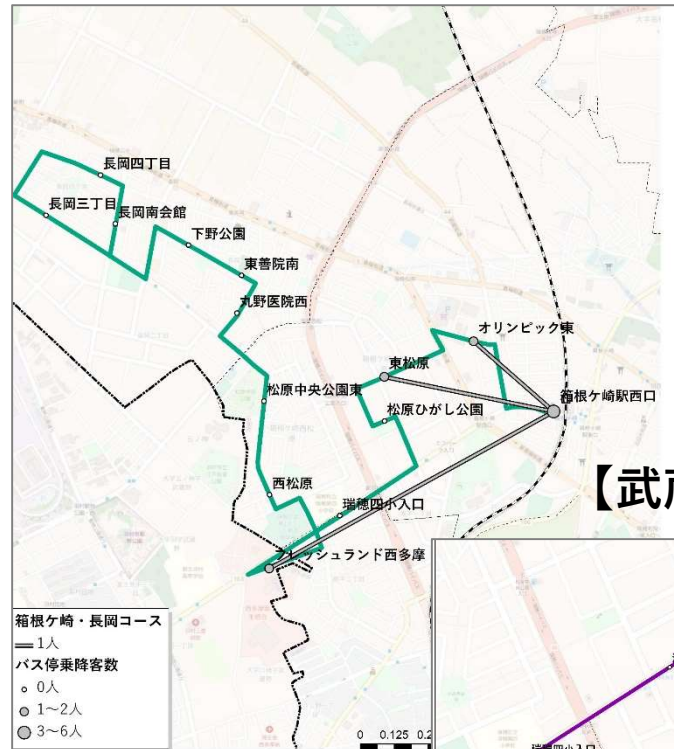 長岡四丁目
長岡三丁目
長岡南会館
下野公園
東善院南
丸野医院西
オリンピック東
東松原
箱根ケ崎駅西口
松原中央公園東
松原ひがし公園
西松原
瑞穂四小入口
フレッシュランド西多摩
【武
箱根ケ崎・長岡コース
1人
バス停乗降客数
0人
1～2人
3～6人
0 0.125
瑞穂四小入口